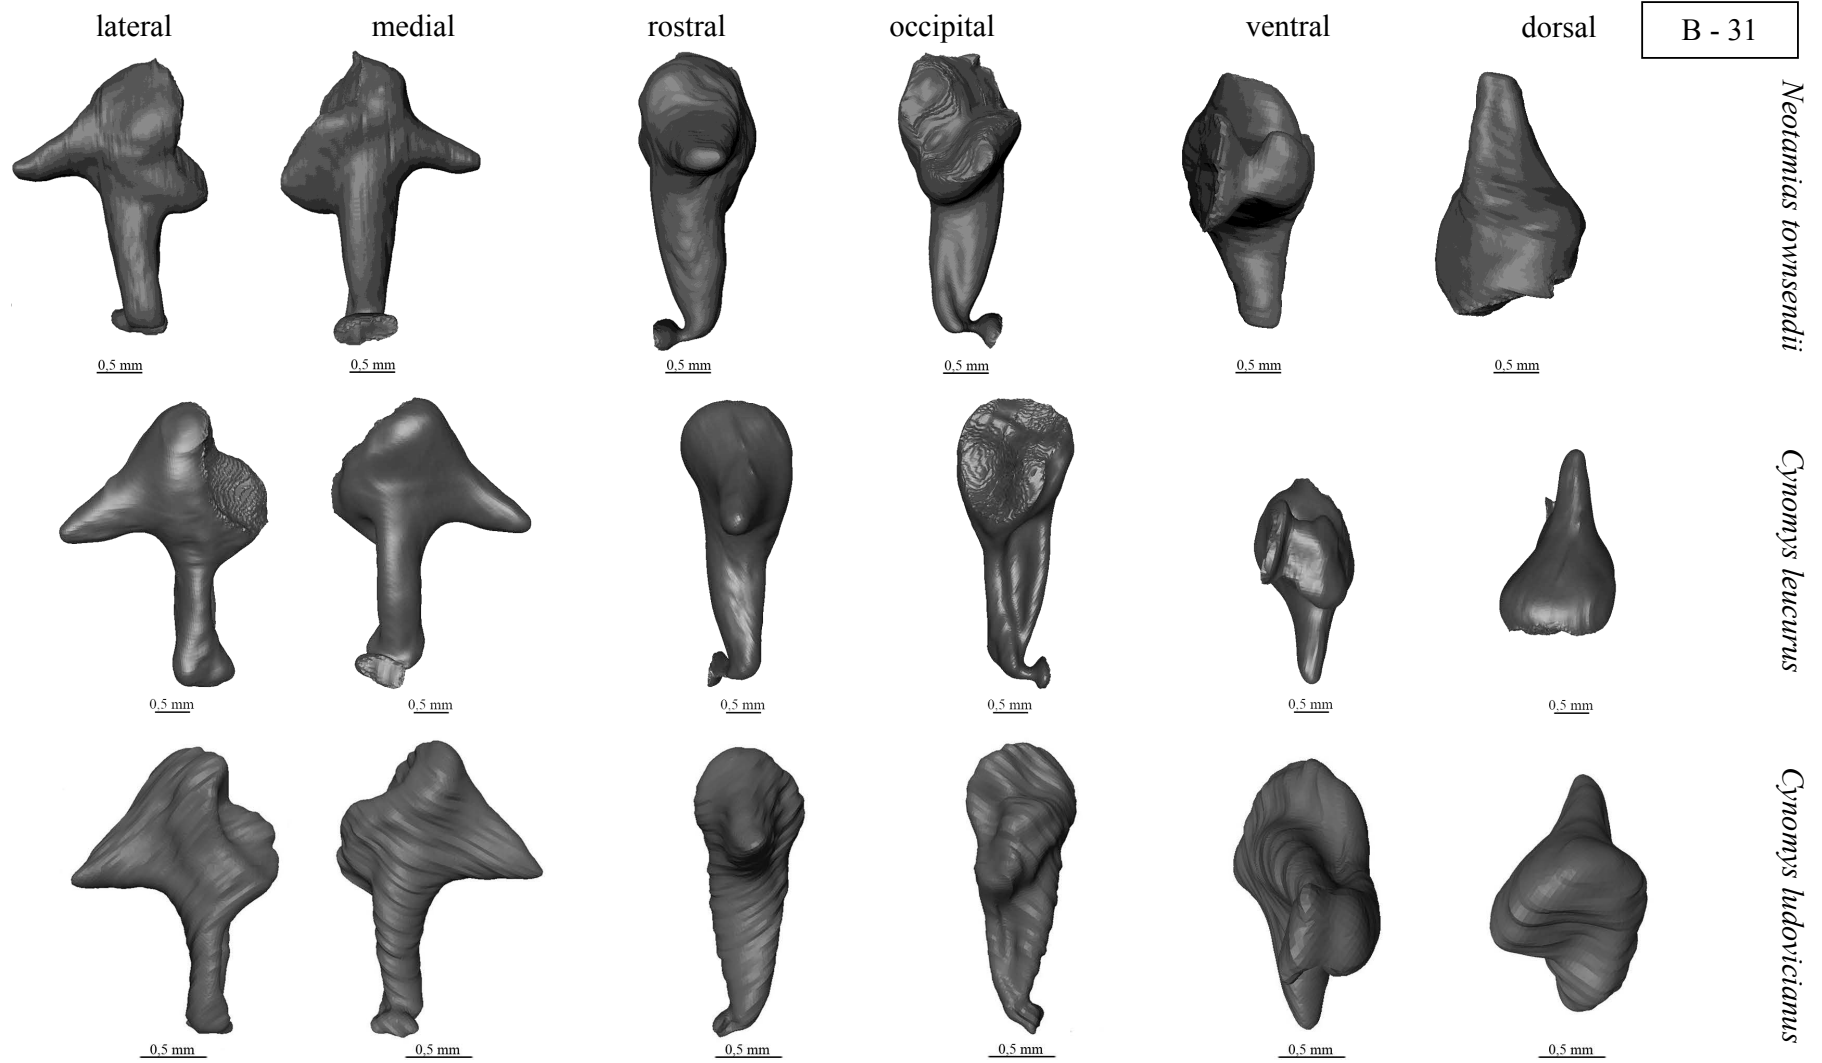 lateral medial rostral occipital ventral dorsal B - 31
Neotamias townsendii
0,5 mm 0,5 mm 0,5 mm 0,5 mm 0,5 mm 0,5 mm
Cynomys leucurus
0,5 mm 0,5 mm 0,5 mm 0,5 mm 0,5 mm 0,5 mm
Cynomys ludovicianus
0,5 mm 0,5 mm 0,5 mm 0,5 mm 0,5 mm 0,5 mm